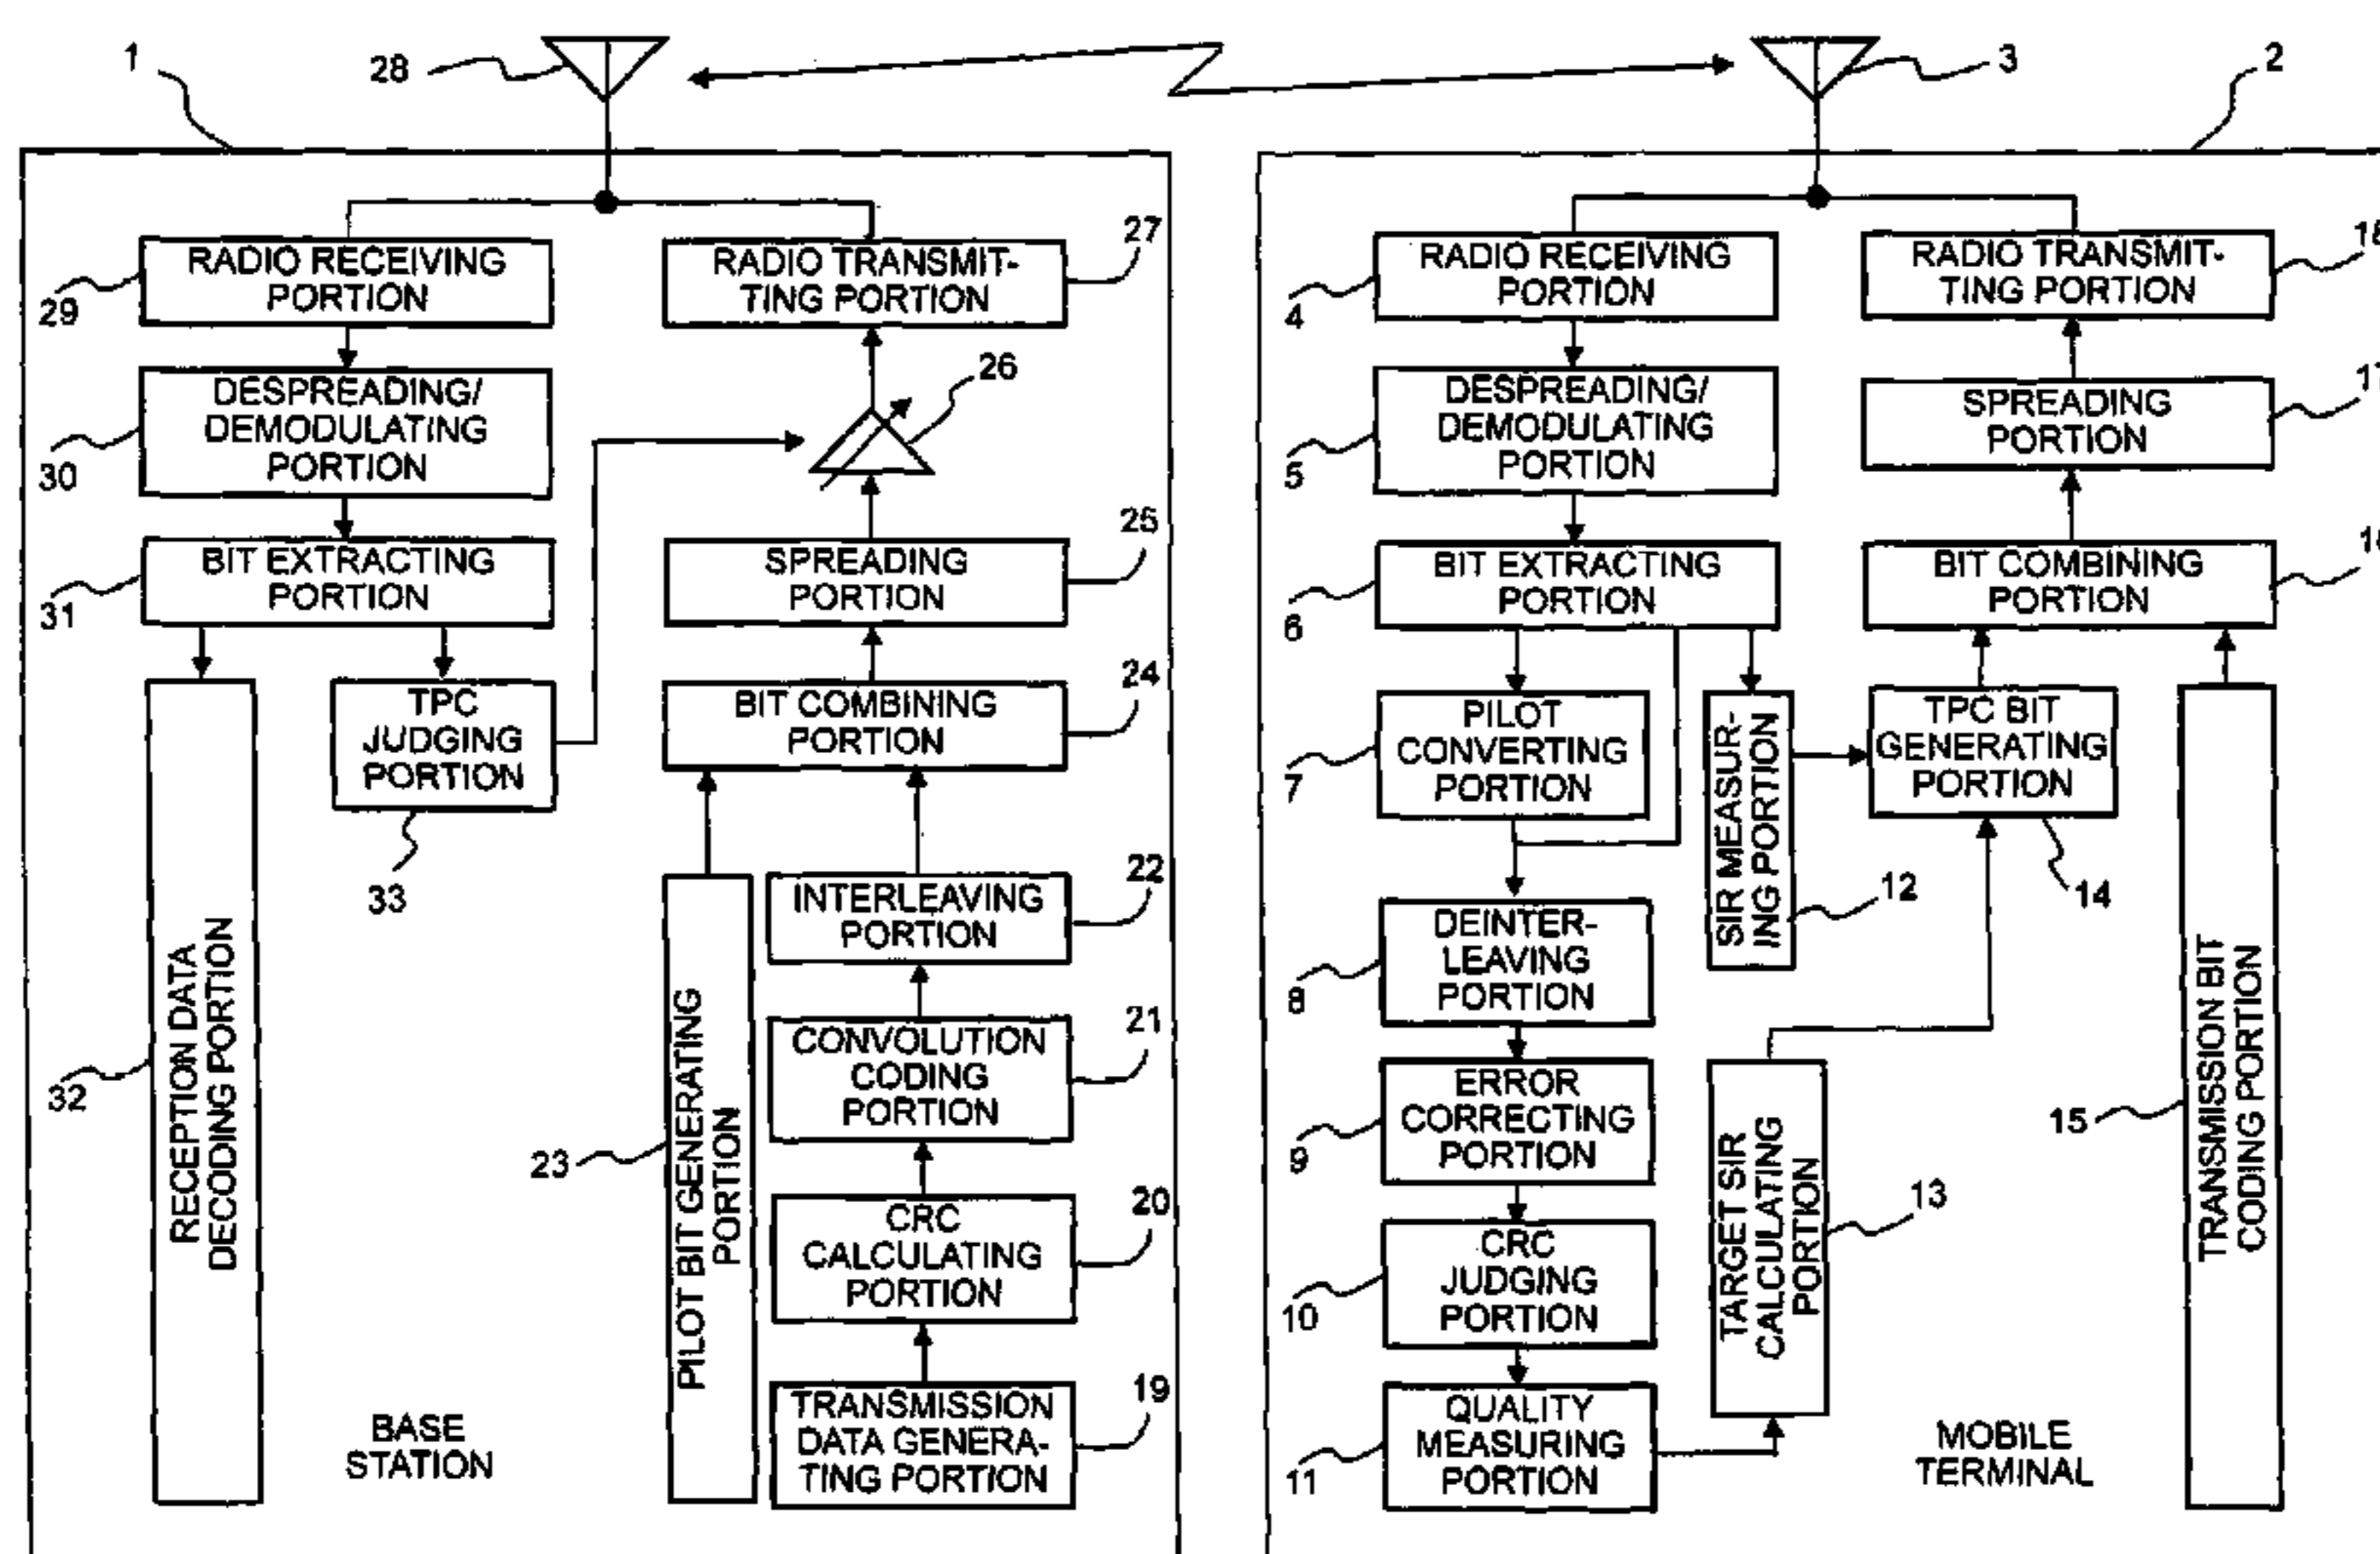 1
28
3
2
RADIO RECEIVING
PORTION
29
RADIO TRANSMIT-
TING PORTION
27
DESPREADING/
DEMODULATING
PORTION
30
26
BIT EXTRACTING
PORTION
31
SPREADING
PORTION
25
TPC
JUDGING
PORTION
33
BIT COMBINING
PORTION
24
RECEPTION DATA
DECODING PORTION
32
PILOT BIT GENERATING
PORTION
23
INTERLEAVING
PORTION
22
CONVOLUTION
CODING
PORTION
21
CRC
CALCULATING
PORTION
20
TRANSMISSION
DATA GENERA-
TING PORTION
19
BASE
STATION
RADIO RECEIVING
PORTION
4
RADIO TRANSMIT-
TING PORTION
DESPREADING/
DEMODULATING
PORTION
5
SPREADING
PORTION
BIT EXTRACTING
PORTION
6
BIT COMBINING
PORTION
PILOT
CONVERTING
PORTION
7
SIR MEASUR-
ING PORTION
12
TPC BIT
GENERATING
PORTION
14
DEINTER-
LEAVING
PORTION
8
ERROR
CORRECTING
PORTION
9
TARGET SIR
CALCULATING
PORTION
13
TRANSMISSION BIT
CODING PORTION
15
CRC
JUDGING
PORTION
10
QUALITY
MEASURING
PORTION
11
MOBILE
TERMINAL